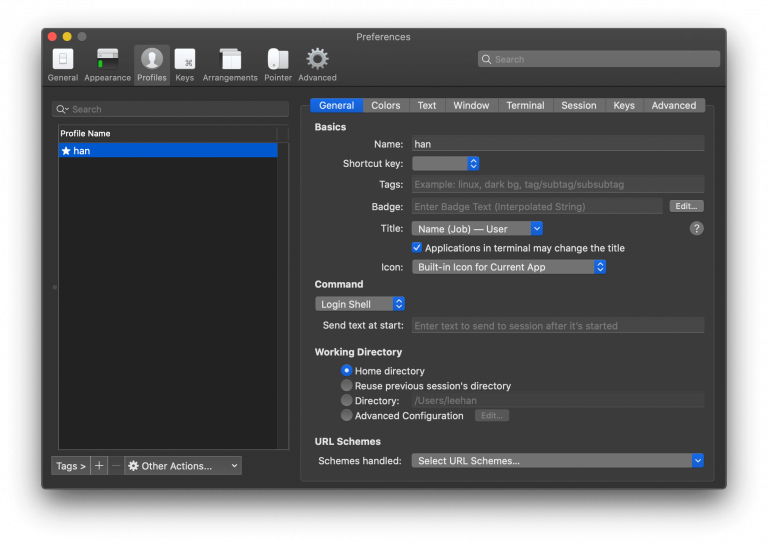 Preferences
General Appearance Profiles Keys Arrangements Pointer Advanced
Search
Search
Profile Name
han
Tags > + − Other Actions...
General Colors Text Window Terminal Session Keys Advanced
Basics
Name: han
Shortcut key:
Tags: Example: linux, dark bg, tag/subtag/subsubtag
Badge: Enter Badge Text (Interpolated String) Edit...
Title: Name (Job) — User ?
Applications in terminal may change the title
Icon: Built-in Icon for Current App
Command
Login Shell
Send text at start: Enter text to send to session after it's started
Working Directory
Home directory
Reuse previous session's directory
Directory: /Users/leehan
Advanced Configuration Edit...
URL Schemes
Schemes handled: Select URL Schemes...